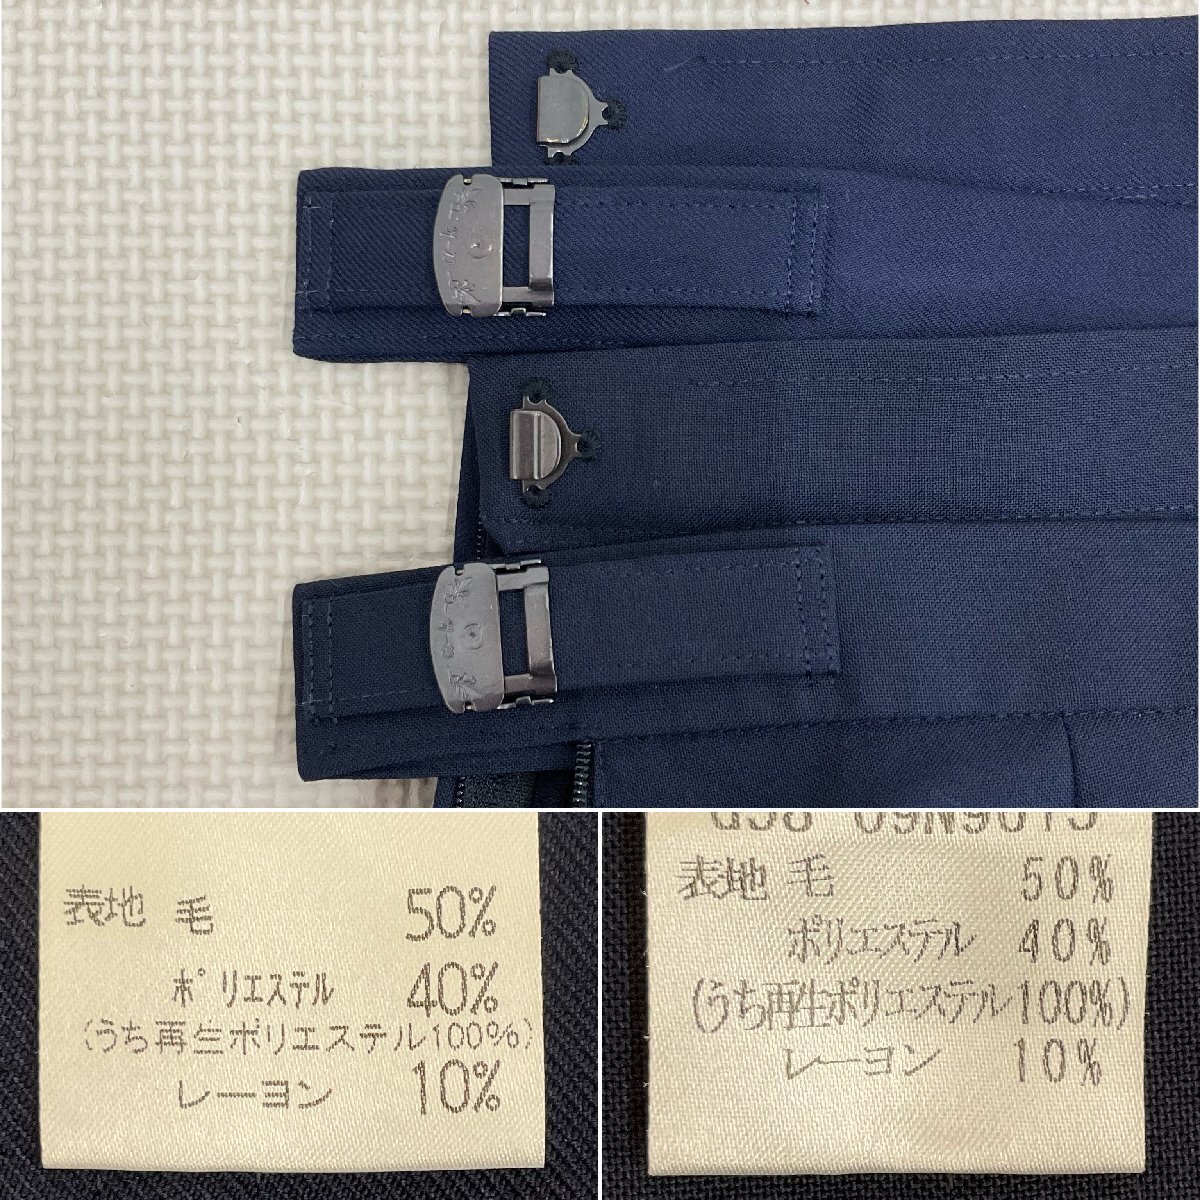 表地 毛 50%
ポリエステル 40%
(うち再生ポリエステル100%)
レーヨン 10%
表地 毛 50%
ポリエステル 40%
(うち再生ポリエステル100%)
レーヨン 10%